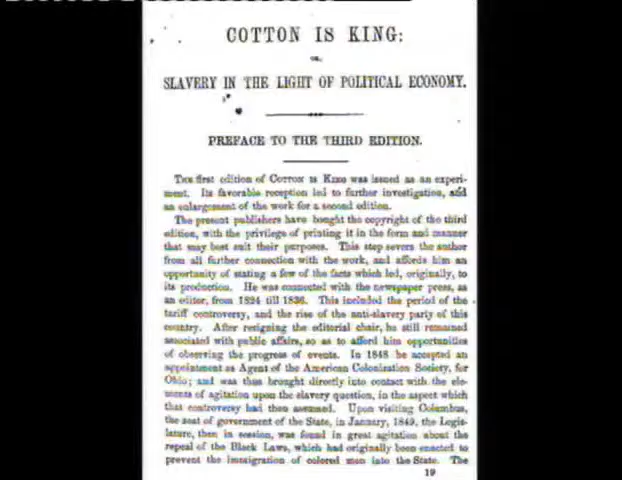 COTTON IS KING:
OR,
SLAVERY IN THE LIGHT OF POLITICAL ECONOMY.
PREFACE TO THE THIRD EDITION.
THE first edition of COTTON IS KING was issued as an experi-
ment. Its favorable reception led to further investigation, and
an enlargement of the work for a second edition.
The present publishers have bought the copyright of the third
edition, with the privilege of printing it in the form and manner
that may best suit their purposes. This step severs the author
from all further connection with the work, and affords him an
opportunity of stating a few of the facts which led, originally, to
its production. He was connected with the newspaper press, as
an editor, from 1824 till 1836. This included the period of the
tariff controversy, and the rise of the anti-slavery party of this
country. After resigning the editorial chair, he still remained
associated with public affairs, so as to afford him opportunities
of observing the progress of events. In 1848 he accepted an
appointment as Agent of the American Colonization Society, for
Ohio; and was thus brought directly into contact with the ele-
ments of agitation upon the slavery question, in the aspect which
that controversy had then assumed. Upon visiting Columbus,
the seat of government of the State, in January, 1849, the Legis-
lature, then in session, was found in great agitation about the
repeal of the Black Laws, which had originally been enacted to
prevent the immigration of colored men into the State. The
19